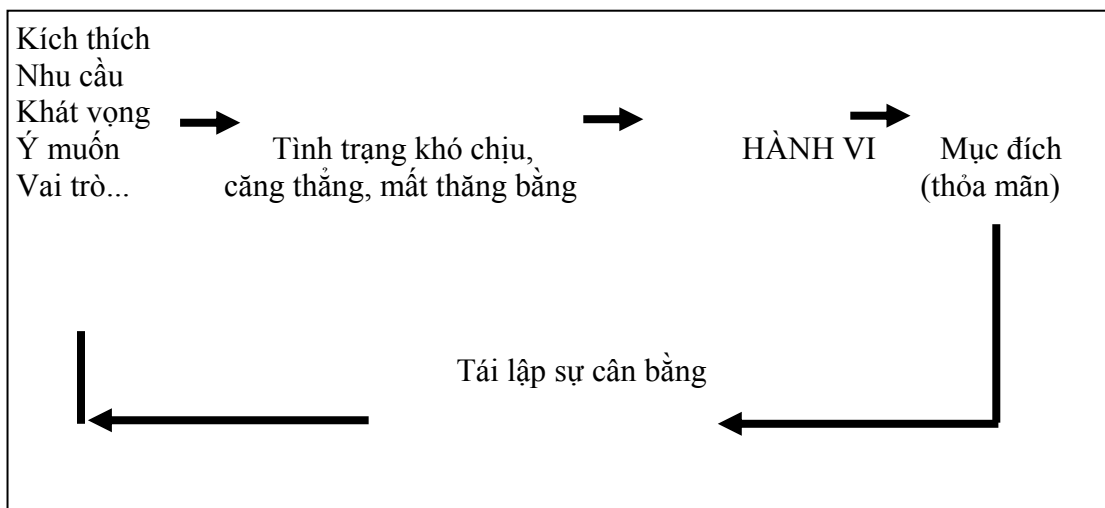 Kích thích
Nhu cầu
Khát vọng
Ý muốn
Vai trò...
Tình trạng khó chịu,
căng thẳng, mất thăng bằng
HÀNH VI
Mục đích
(thỏa mãn)
Tái lập sự cân bằng